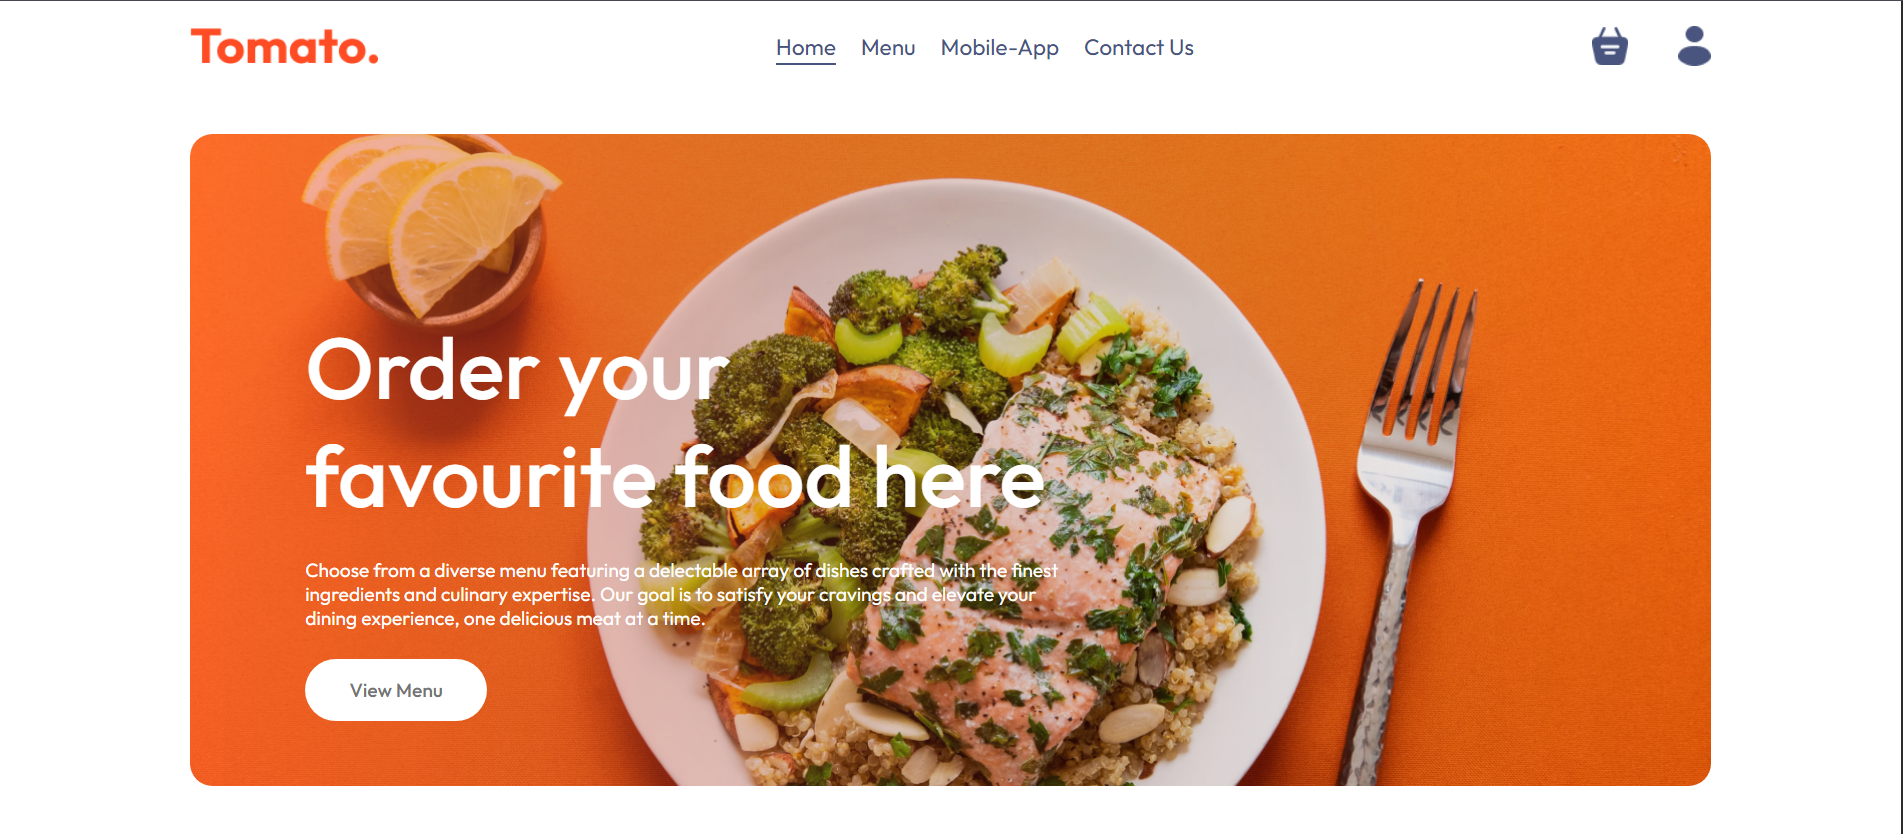 Tomato.
Home Menu Mobile-App Contact Us
Order your
favourite food here
Choose from a diverse menu featuring a delectable array of dishes crafted with the finest
ingredients and culinary expertise. Our goal is to satisfy your cravings and elevate your
dining experience, one delicious meat at a time.
View Menu